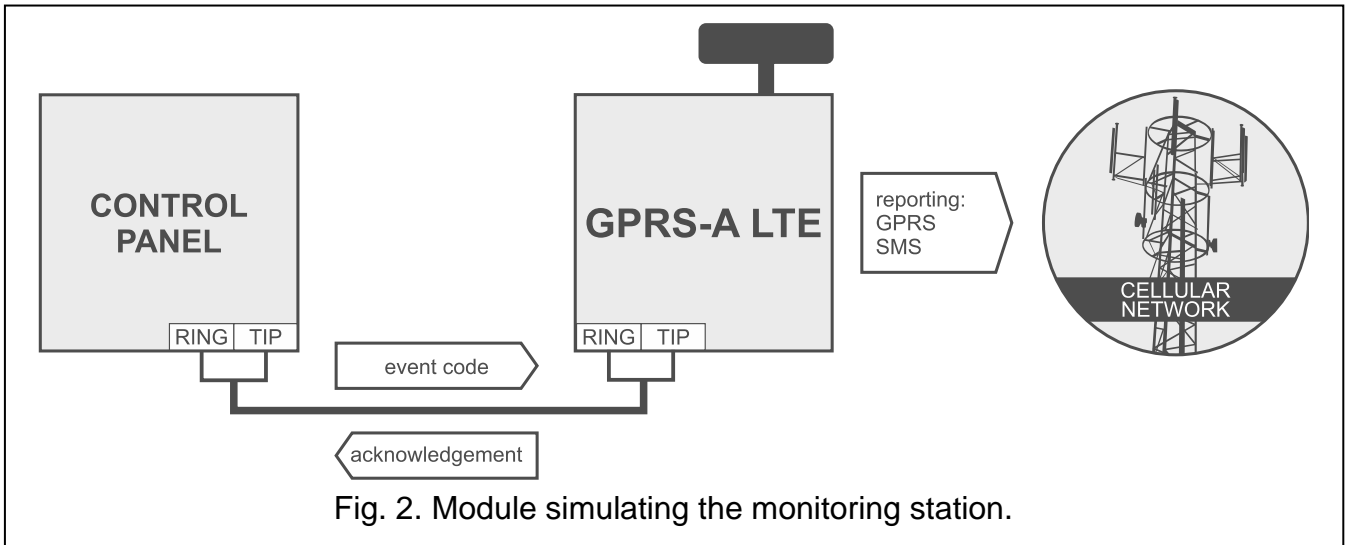 CONTROL
PANEL
RING TIP
GPRS-A LTE
RING TIP
event code
acknowledgement
reporting:
GPRS
SMS
CELLULAR
NETWORK
Fig. 2. Module simulating the monitoring station.